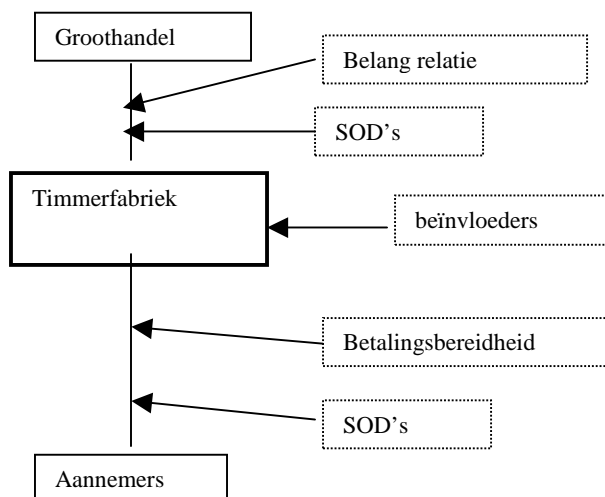 Groothandel
Belang relatie
SOD's
Timmerfabriek
beïnvloeders
Betalingsbereidheid
SOD's
Aannemers